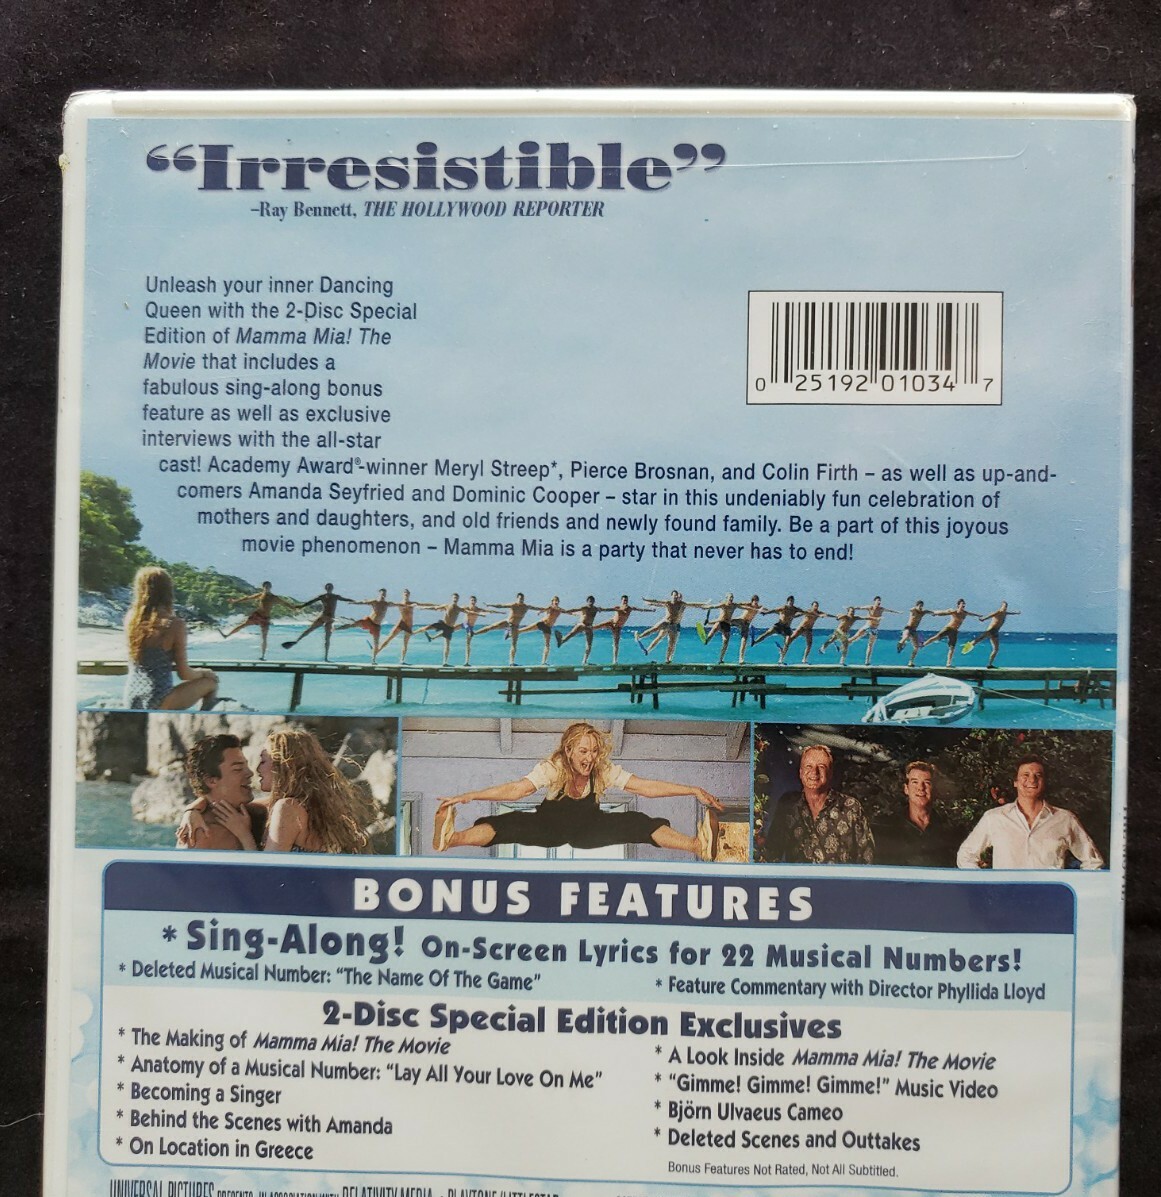 “Irresistible”
–Ray Bennett, THE HOLLYWOOD REPORTER
Unleash your inner Dancing
Queen with the 2-Disc Special
Edition of Mamma Mia! The
Movie that includes a
fabulous sing-along bonus
feature as well as exclusive
interviews with the all-star
cast! Academy Award®-winner Meryl Streep*, Pierce Brosnan, and Colin Firth – as well as up-and-
comers Amanda Seyfried and Dominic Cooper – star in this undeniably fun celebration of
mothers and daughters, and old friends and newly found family. Be a part of this joyous
movie phenomenon – Mamma Mia is a party that never has to end!
0 25192 01034 7
BONUS FEATURES
* Sing-Along! On-Screen Lyrics for 22 Musical Numbers!
* Deleted Musical Number: “The Name Of The Game”
* Feature Commentary with Director Phyllida Lloyd
2-Disc Special Edition Exclusives
* The Making of Mamma Mia! The Movie
* Anatomy of a Musical Number: “Lay All Your Love On Me”
* Becoming a Singer
* Behind the Scenes with Amanda
* On Location in Greece
* A Look Inside Mamma Mia! The Movie
* “Gimme! Gimme! Gimme!” Music Video
* Björn Ulvaeus Cameo
* Deleted Scenes and Outtakes
Bonus Features Not Rated, Not All Subtitled.
UNIVERSAL PICTURES PRESENTS IN ASSOCIATION WITH RELATIVITY MEDIA